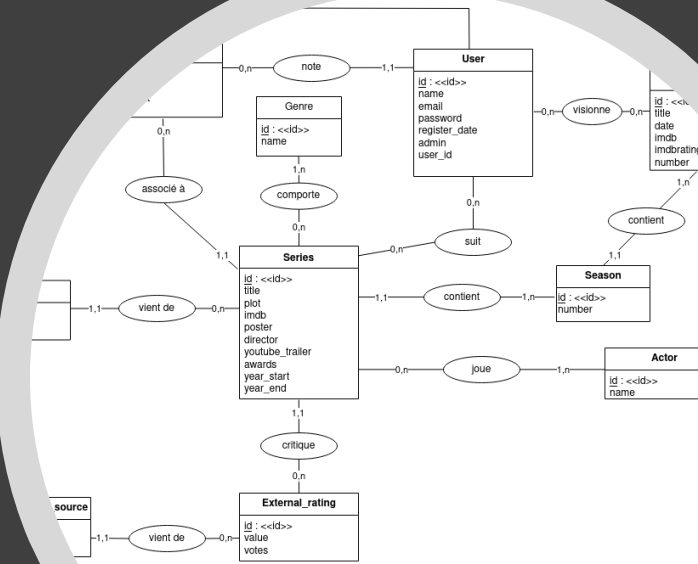 0,n
note
1,1
User
id : <<id>>
name
email
password
register_date
admin
user_id
0,n
visionne
0,n
id : <<id
title
date
imdb
imdbrating
number
Genre
id : <<id>>
name
0,n
associé à
1,1
1,n
comporte
0,n
0,n
suit
0,n
1,n
contient
1,1
Series
id : <<id>>
title
plot
imdb
poster
director
youtube_trailer
awards
year_start
year_end
1,1
contient
1,n
Season
id : <<id>>
number
1,1
vient de
0,n
0,n
joue
1,n
Actor
id : <<id>>
name
1,1
critique
0,n
source
1,1
vient de
0,n
External_rating
id : <<id>>
value
votes